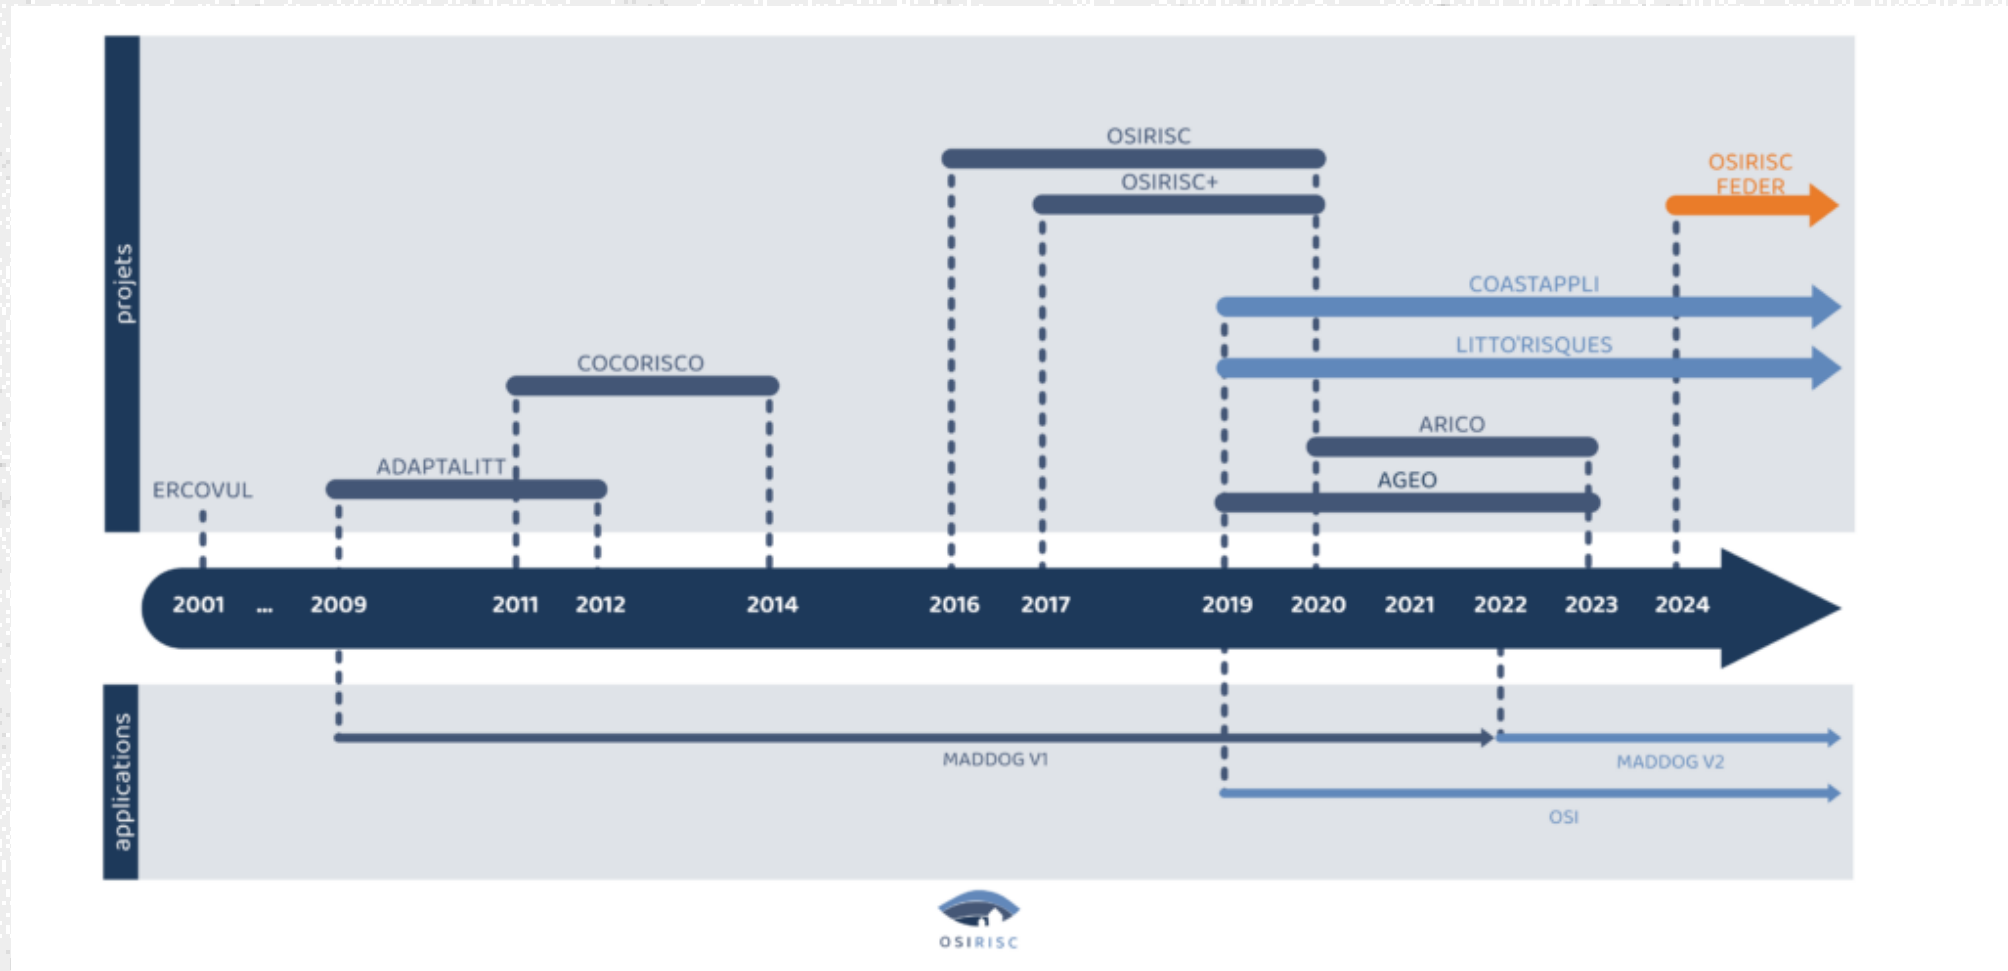 projets
OSIRISC
OSIRISC+
OSIRISC
FEDER
COASTAPPLI
LITTO'RISQUES
COCORISCO
ARICO
ADAPTALITT
AGEO
ERCOVUL
2001 ... 2009 2011 2012 2014 2016 2017 2019 2020 2021 2022 2023 2024
applications
MADDOG V1
MADDOG V2
OSI
OSIRISC